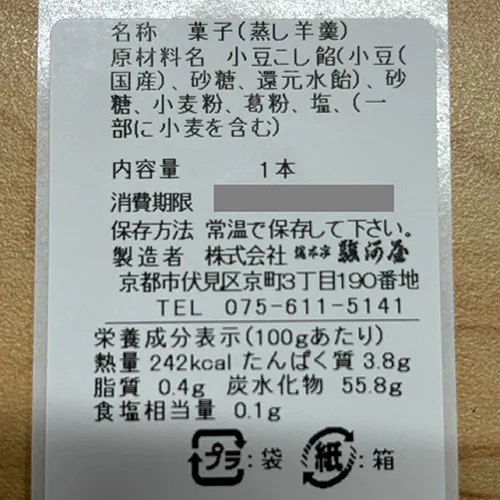 名称 菓子(蒸し羊羹)
原材料名 小豆こし餡(小豆(
国産)、砂糖、還元水飴)、砂
糖、小麦粉、葛粉、塩、(一
部に小麦を含む)
内容量 1本
消費期限
保存方法 常温で保存して下さい。
製造者 株式会社 総本家 駿河屋
京都市伏見区京町3丁目190番地
TEL 075-611-5141
栄養成分表示(100gあたり)
熱量 242kcal たんぱく質 3.8g
脂質 0.4g 炭水化物 55.8g
食塩相当量 0.1g
プラ:袋 紙:箱